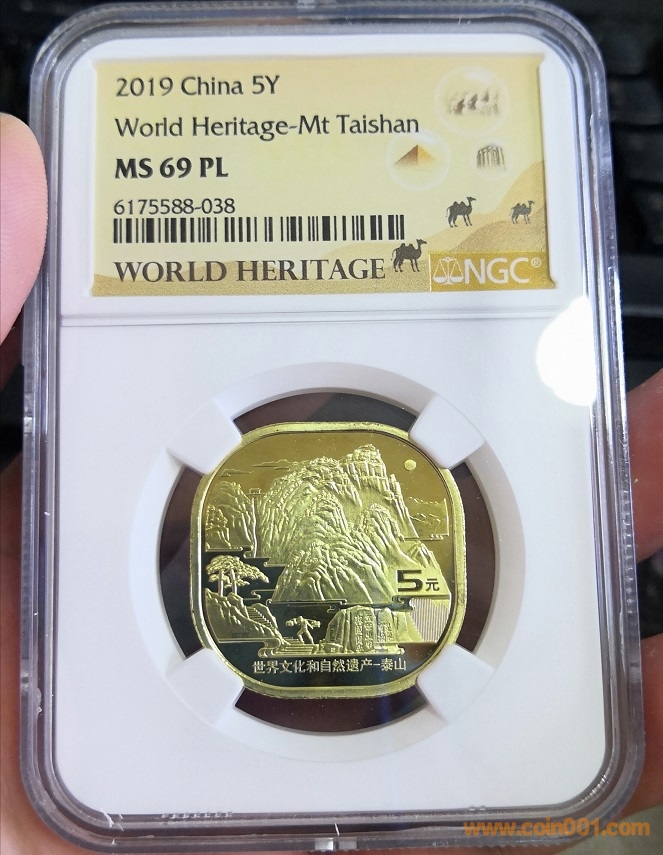 2019 China 5Y
World Heritage-Mt Taishan
MS 69 PL
6175588-038
WORLD HERITAGE
NGC®
5元
世界文化和自然遗产-泰山
www.coin001.com